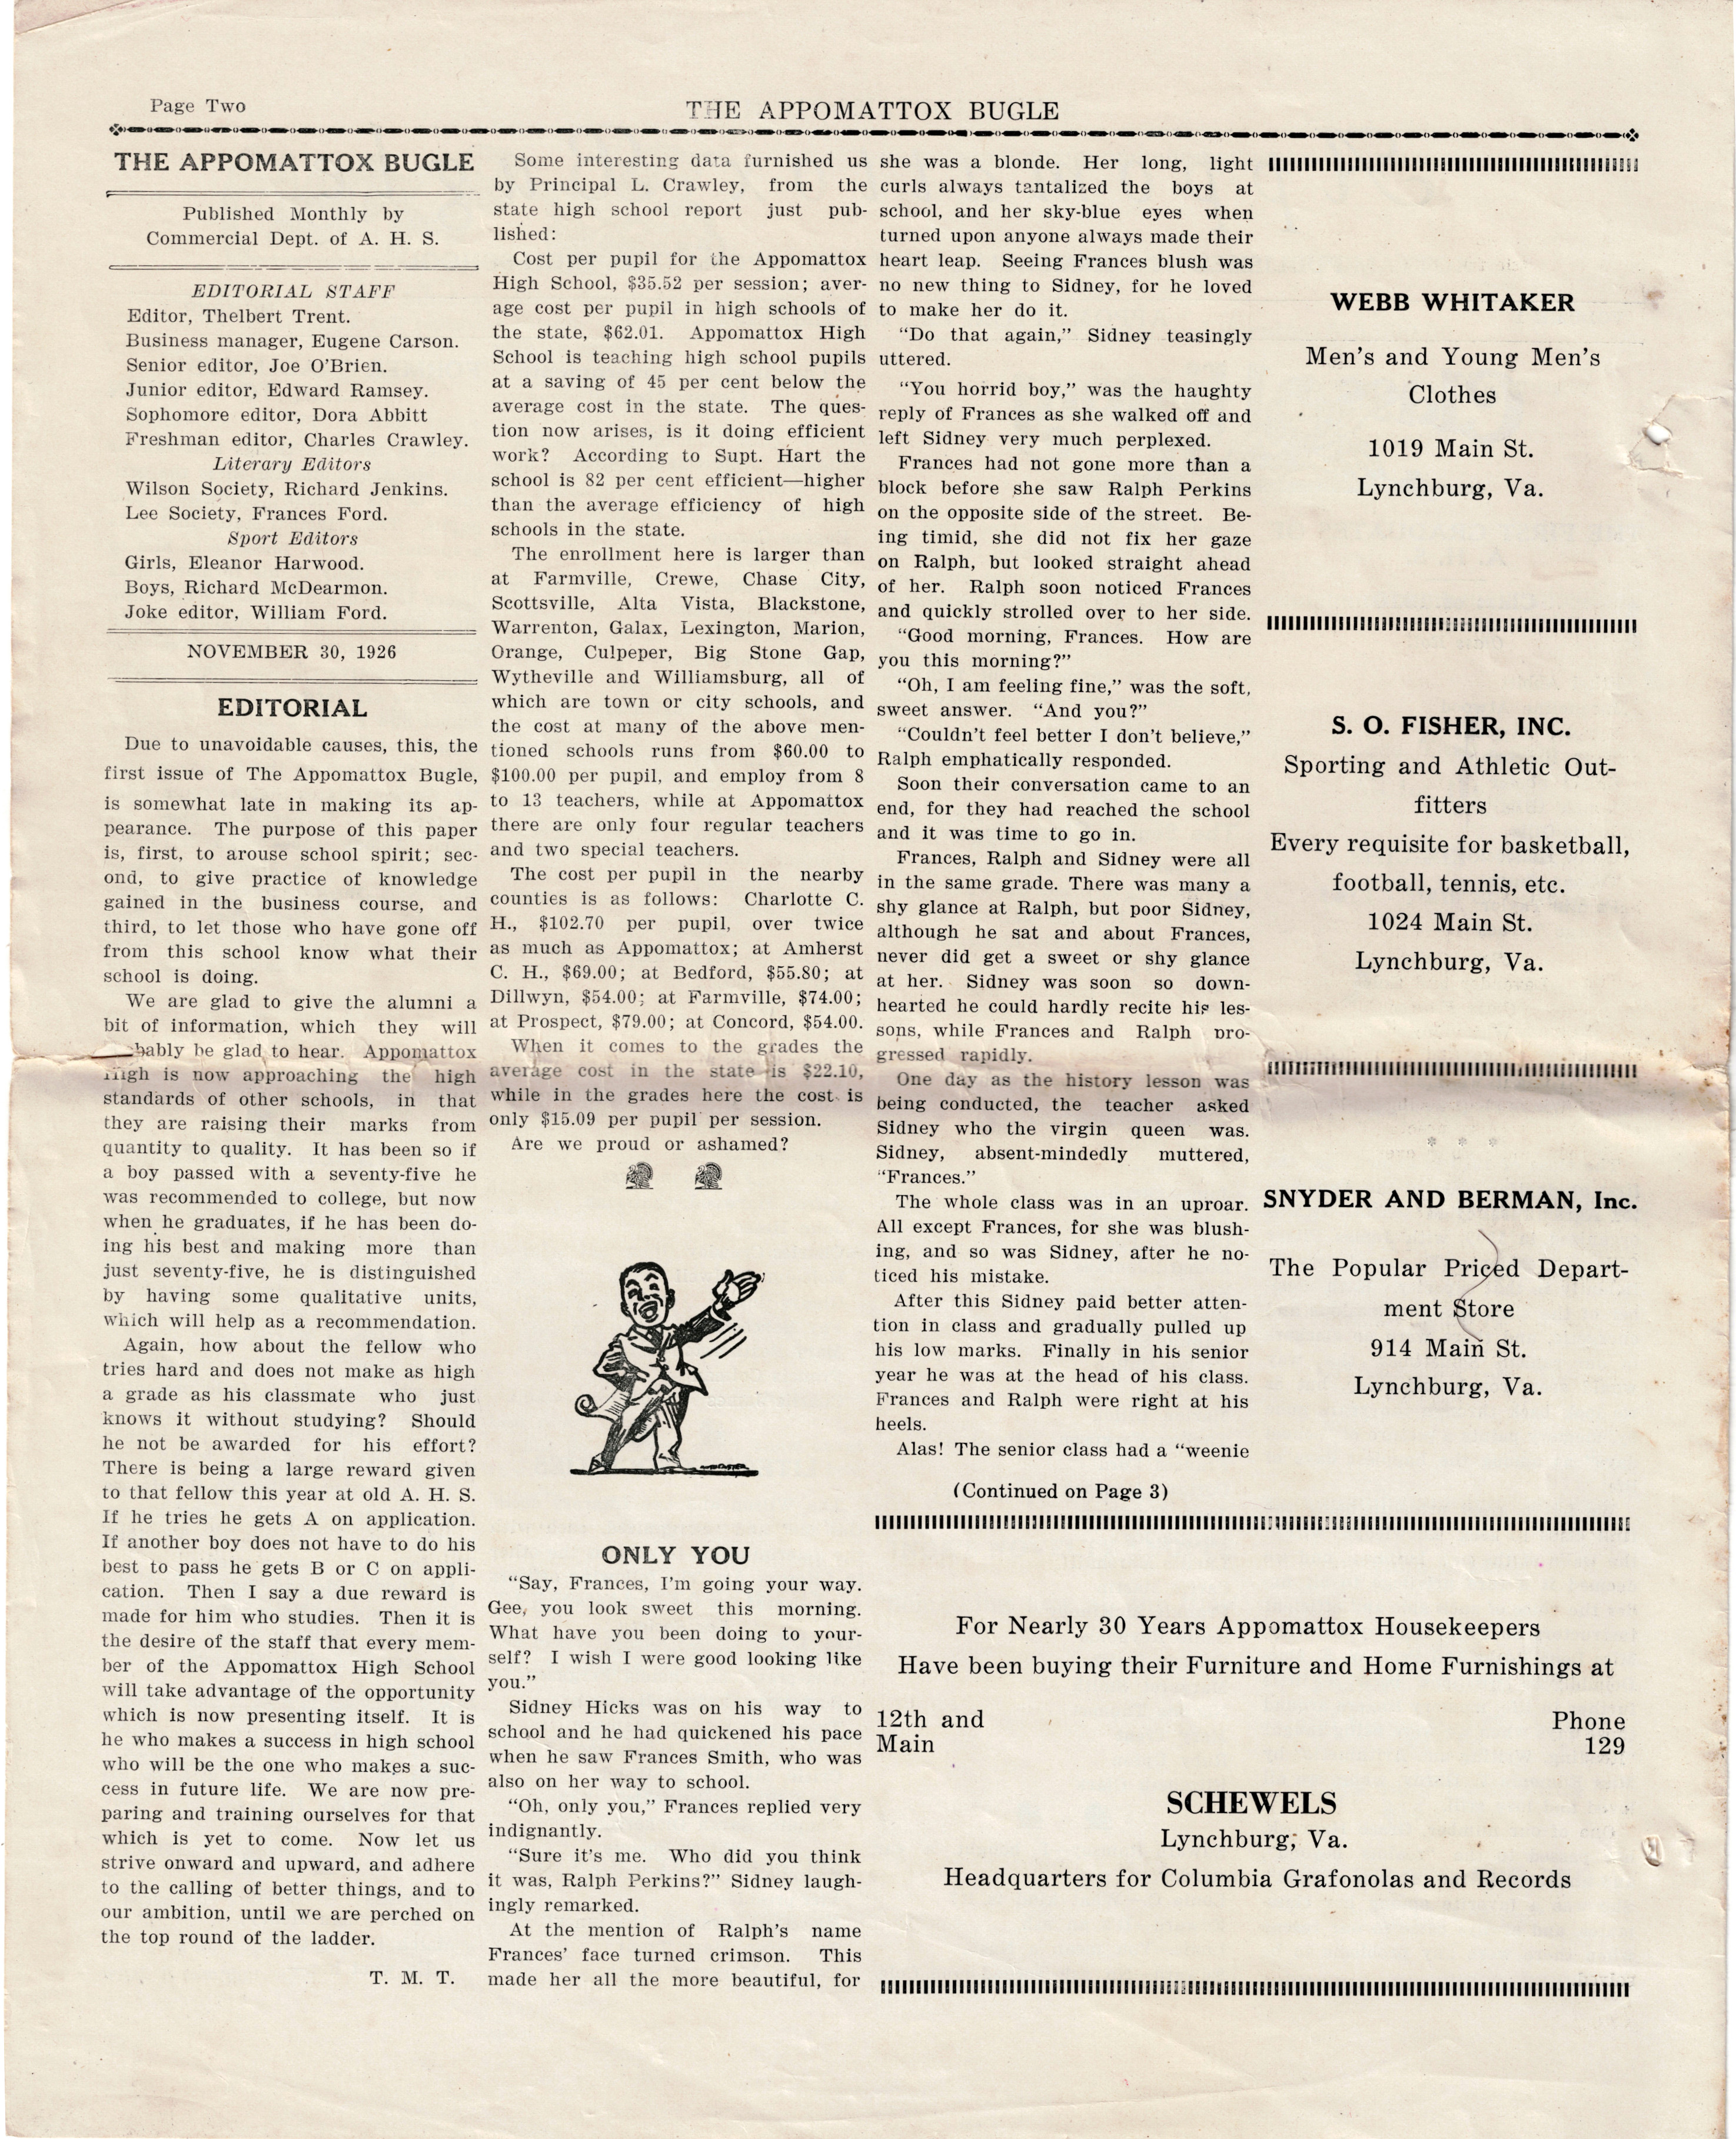 Page Two
THE APPOMATTOX BUGLE
THE APPOMATTOX BUGLE
Published Monthly by
Commercial Dept. of A. H. S.
EDITORIAL STAFF
Editor, Thelbert Trent.
Business manager, Eugene Carson.
Senior editor, Joe O'Brien.
Junior editor, Edward Ramsey.
Sophomore editor, Dora Abbitt
Freshman editor, Charles Crawley.
Literary Editors
Wilson Society, Richard Jenkins.
Lee Society, Frances Ford.
Sport Editors
Girls, Eleanor Harwood.
Boys, Richard McDearmon.
Joke editor, William Ford.
NOVEMBER 30, 1926
EDITORIAL
Due to unavoidable causes, this, the
first issue of The Appomattox Bugle,
is somewhat late in making its ap-
pearance. The purpose of this paper
is, first, to arouse school spirit; sec-
ond, to give practice of knowledge
gained in the business course, and
third, to let those who have gone off
from this school know what their
school is doing.
We are glad to give the alumni a
bit of information, which they will
bably be glad to hear. Appomattox
High is now approaching the high
standards of other schools, in that
they are raising their marks from
quantity to quality. It has been so if
a boy passed with a seventy-five he
was recommended to college, but now
when he graduates, if he has been do-
ing his best and making more than
just seventy-five, he is distinguished
by having some qualitative units,
which will help as a recommendation.
Again, how about the fellow who
tries hard and does not make as high
a grade as his classmate who just
knows it without studying? Should
he not be awarded for his effort?
There is being a large reward given
to that fellow this year at old A. H. S.
If he tries he gets A on application.
If another boy does not have to do his
best to pass he gets B or C on appli-
cation. Then I say a due reward is
made for him who studies. Then it is
the desire of the staff that every mem-
ber of the Appomattox High School
will take advantage of the opportunity
which is now presenting itself. It is
he who makes a success in high school
who will be the one who makes a suc-
cess in future life. We are now pre-
paring and training ourselves for that
which is yet to come. Now let us
strive onward and upward, and adhere
to the calling of better things, and to
our ambition, until we are perched on
the top round of the ladder.
T. M. T.
Some interesting data furnished us
by Principal L. Crawley, from the
state high school report just pub-
lished:
Cost per pupil for the Appomattox
High School, $35.52 per session; aver-
age cost per pupil in high schools of
the state, $62.01. Appomattox High
School is teaching high school pupils
at a saving of 45 per cent below the
average cost in the state. The ques-
tion now arises, is it doing efficient
work? According to Supt. Hart the
school is 82 per cent efficient—higher
than the average efficiency of high
schools in the state.
The enrollment here is larger than
at Farmville, Crewe, Chase City,
Scottsville, Alta Vista, Blackstone,
Warrenton, Galax, Lexington, Marion,
Orange, Culpeper, Big Stone Gap,
Wytheville and Williamsburg, all of
which are town or city schools, and
the cost at many of the above men-
tioned schools runs from $60.00 to
$100.00 per pupil, and employ from 8
to 13 teachers, while at Appomattox
there are only four regular teachers
and two special teachers.
The cost per pupil in the nearby
counties is as follows: Charlotte C.
H., $102.70 per pupil, over twice
as much as Appomattox; at Amherst
C. H., $69.00; at Bedford, $55.80; at
Dillwyn, $54.00; at Farmville, $74.00;
at Prospect, $79.00; at Concord, $54.00.
When it comes to the grades the
average cost in the state is $22.10,
while in the grades here the cost is
only $15.09 per pupil per session.
Are we proud or ashamed?
ONLY YOU
"Say, Frances, I'm going your way.
Gee, you look sweet this morning.
What have you been doing to your-
self? I wish I were good looking like
you."
Sidney Hicks was on his way to
school and he had quickened his pace
when he saw Frances Smith, who was
also on her way to school.
"Oh, only you," Frances replied very
indignantly.
"Sure it's me. Who did you think
it was, Ralph Perkins?" Sidney laugh-
ingly remarked.
At the mention of Ralph's name
Frances' face turned crimson. This
made her all the more beautiful, for
she was a blonde. Her long, light
curls always tantalized the boys at
school, and her sky-blue eyes when
turned upon anyone always made their
heart leap. Seeing Frances blush was
no new thing to Sidney, for he loved
to make her do it.
"Do that again," Sidney teasingly
uttered.
"You horrid boy," was the haughty
reply of Frances as she walked off and
left Sidney very much perplexed.
Frances had not gone more than a
block before she saw Ralph Perkins
on the opposite side of the street. Be-
ing timid, she did not fix her gaze
on Ralph, but looked straight ahead
of her. Ralph soon noticed Frances
and quickly strolled over to her side.
"Good morning, Frances. How are
you this morning?"
"Oh, I am feeling fine," was the soft,
sweet answer. "And you?"
"Couldn't feel better I don't believe,"
Ralph emphatically responded.
Soon their conversation came to an
end, for they had reached the school
and it was time to go in.
Frances, Ralph and Sidney were all
in the same grade. There was many a
shy glance at Ralph, but poor Sidney,
although he sat and about Frances,
never did get a sweet or shy glance
at her. Sidney was soon so down-
hearted he could hardly recite his les-
sons, while Frances and Ralph pro-
gressed rapidly.
One day as the history lesson was
being conducted, the teacher asked
Sidney who the virgin queen was.
Sidney, absent-mindedly muttered,
"Frances."
The whole class was in an uproar.
All except Frances, for she was blush-
ing, and so was Sidney, after he no-
ticed his mistake.
After this Sidney paid better atten-
tion in class and gradually pulled up
his low marks. Finally in his senior
year he was at the head of his class.
Frances and Ralph were right at his
heels.
Alas! The senior class had a "weenie
(Continued on Page 3)
WEBB WHITAKER
Men's and Young Men's
Clothes
1019 Main St.
Lynchburg, Va.
S. O. FISHER, INC.
Sporting and Athletic Out-
fitters
Every requisite for basketball,
football, tennis, etc.
1024 Main St.
Lynchburg, Va.
* * *
SNYDER AND BERMAN, Inc.
The Popular Priced Depart-
ment Store
914 Main St.
Lynchburg, Va.
For Nearly 30 Years Appomattox Housekeepers
Have been buying their Furniture and Home Furnishings at
12th and
Main
Phone
129
SCHEWELS
Lynchburg, Va.
Headquarters for Columbia Grafonolas and Records